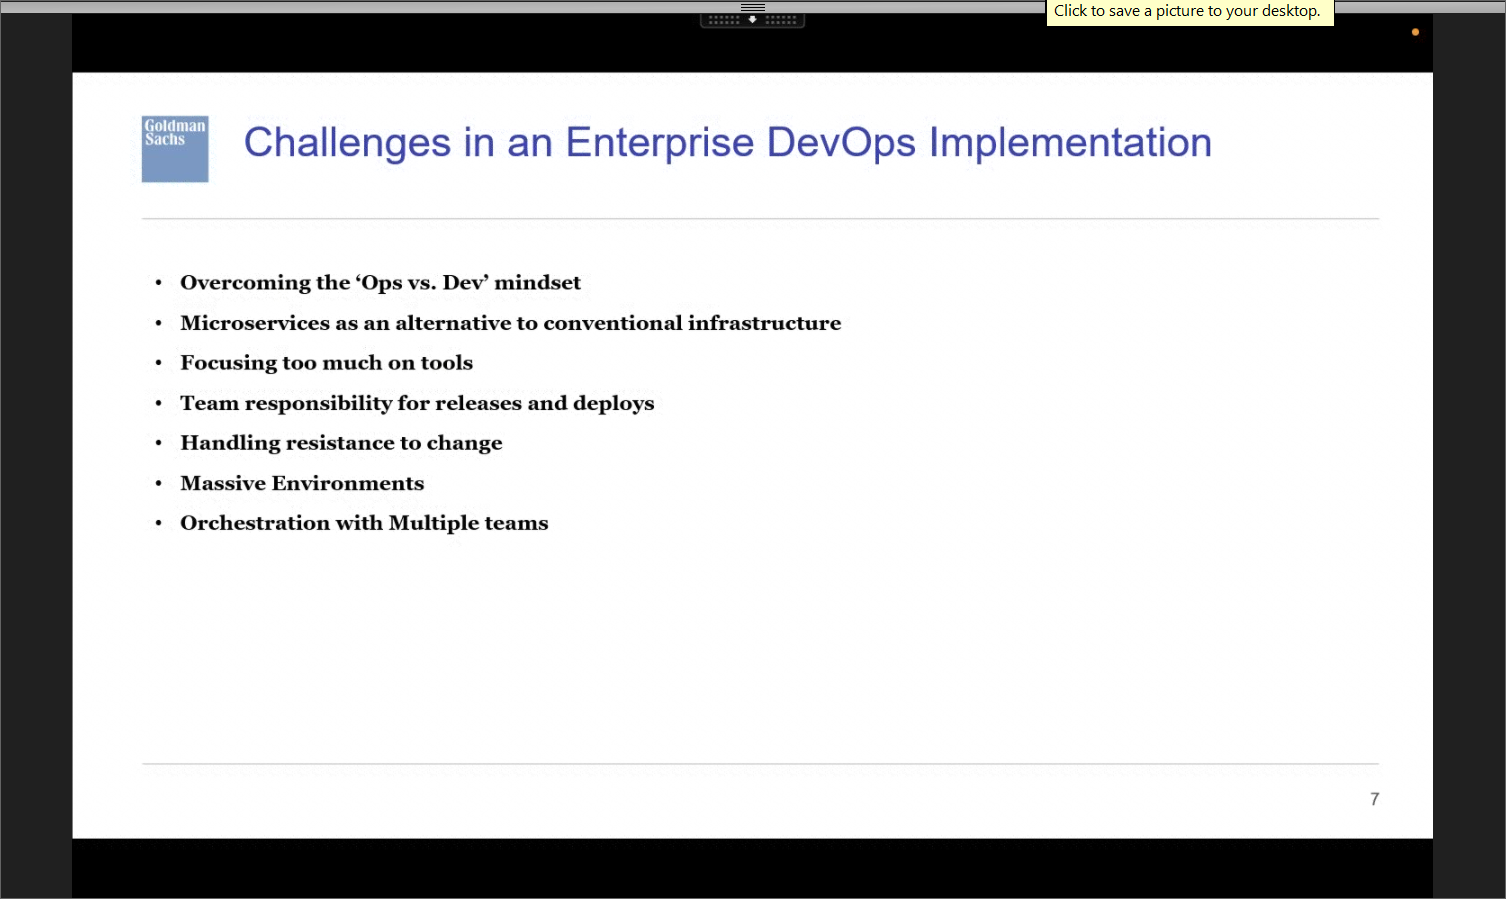 Click to save a picture to your desktop.
Goldman
Sachs
Challenges in an Enterprise DevOps Implementation
• Overcoming the ‘Ops vs. Dev’ mindset
• Microservices as an alternative to conventional infrastructure
• Focusing too much on tools
• Team responsibility for releases and deploys
• Handling resistance to change
• Massive Environments
• Orchestration with Multiple teams
7